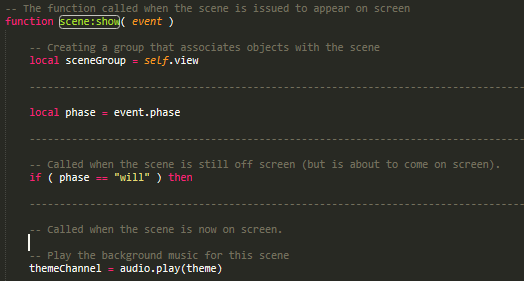 -- The function called when the scene is issued to appear on screen
function scene:show( event )
-- Creating a group that associates objects with the scene
local sceneGroup = self.view
--------------------------------------------------------------------------------
local phase = event.phase
--------------------------------------------------------------------------------
-- Called when the scene is still off screen (but is about to come on screen).
if ( phase == "will" ) then
--------------------------------------------------------------------------------
-- Called when the scene is now on screen.
-- Play the background music for this scene
themeChannel = audio.play(theme)